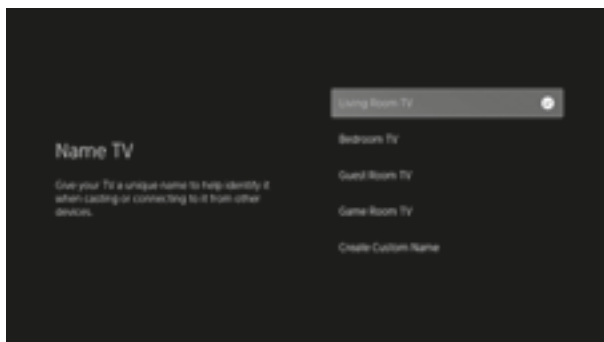 Name TV
Give your TV a unique name to help identify it
when casting or connecting to it from other
devices.
Living Room TV
Bedroom TV
Guest Room TV
Game Room TV
Create Custom Name